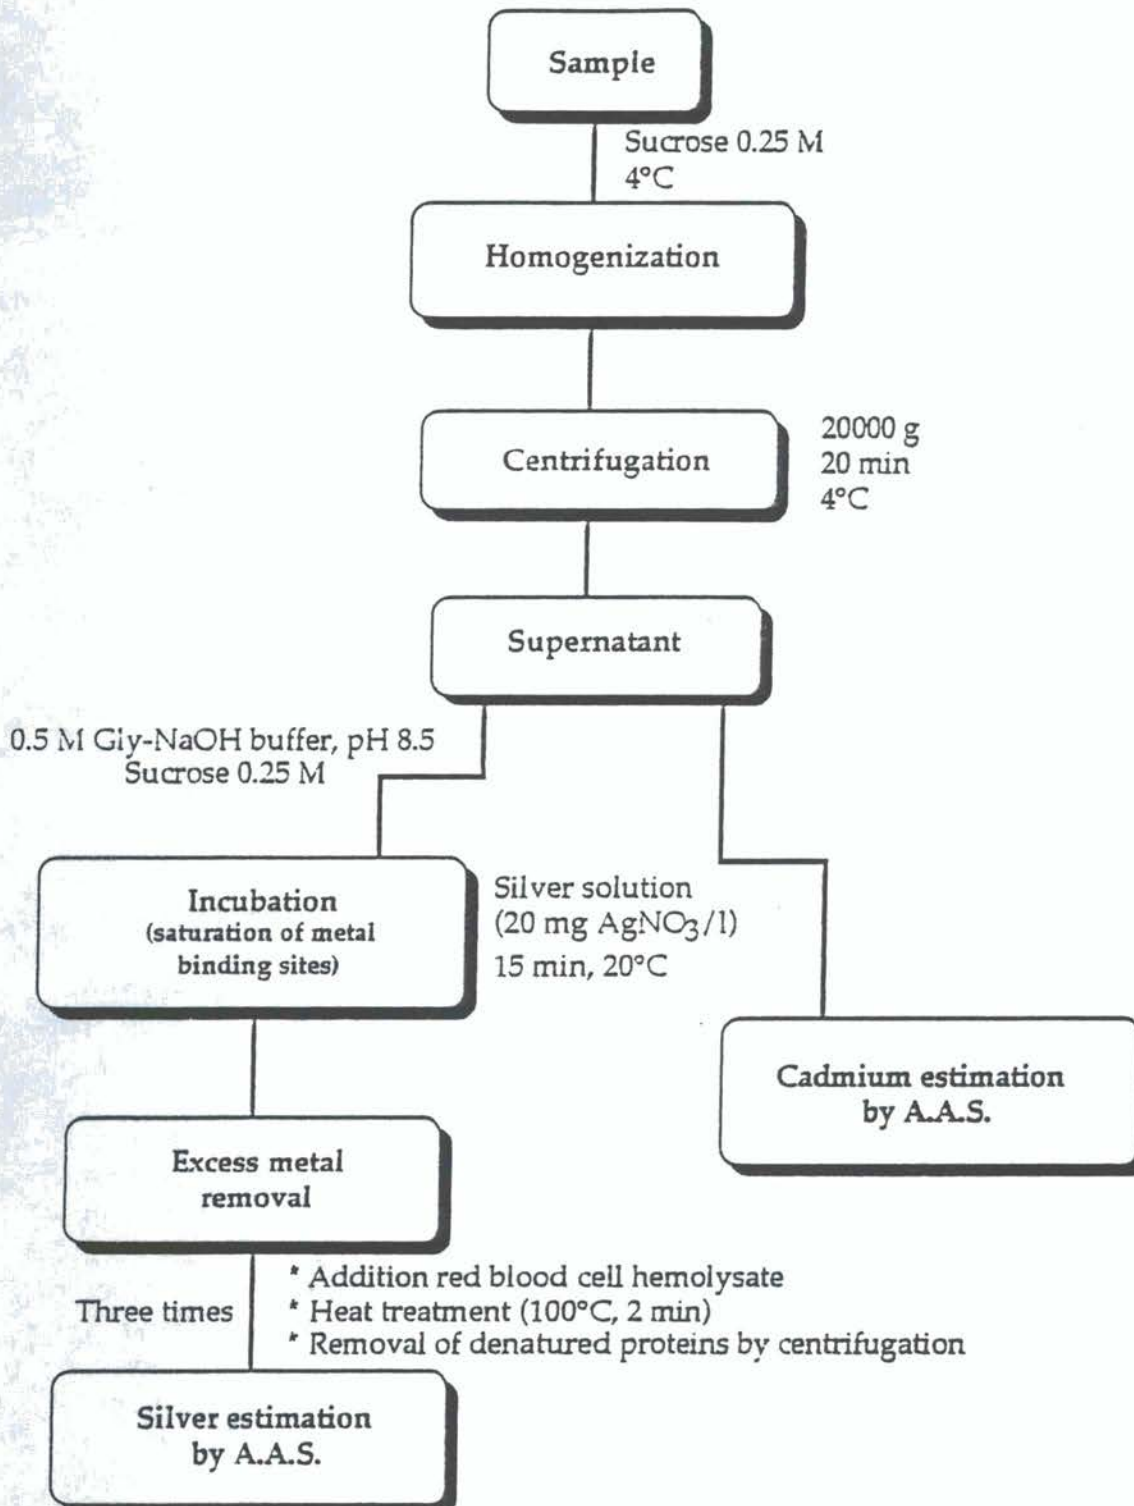 Sample
Sucrose 0.25 M
4°C
Homogenization
Centrifugation
20000 g
20 min
4°C
Supernatant
0.5 M Gly-NaOH buffer, pH 8.5
Sucrose 0.25 M
Incubation
(saturation of metal
binding sites)
Silver solution
(20 mg AgNO3/l)
15 min, 20°C
Cadmium estimation
by A.A.S.
Excess metal
removal
Three times
* Addition red blood cell hemolysate
* Heat treatment (100°C, 2 min)
* Removal of denatured proteins by centrifugation
Silver estimation
by A.A.S.